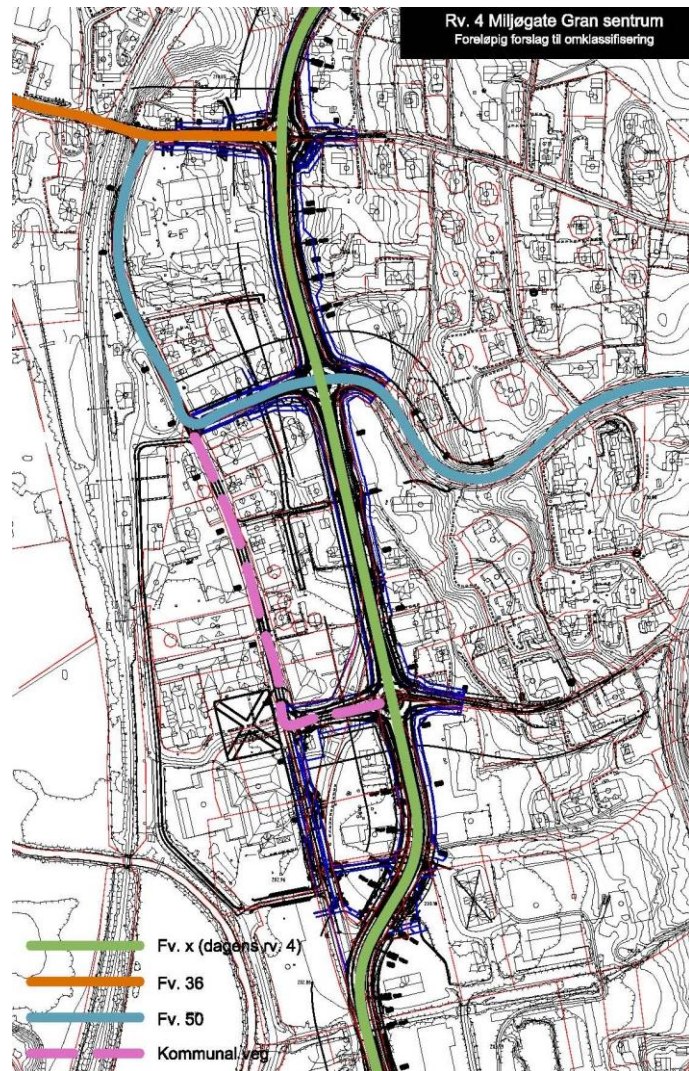 Rv. 4 Miljøgate Gran sentrum
Foreløpig forslag til omklassifisering
Fv. x (dagens rv. 4)
Fv. 36
Fv. 50
Kommunal veg